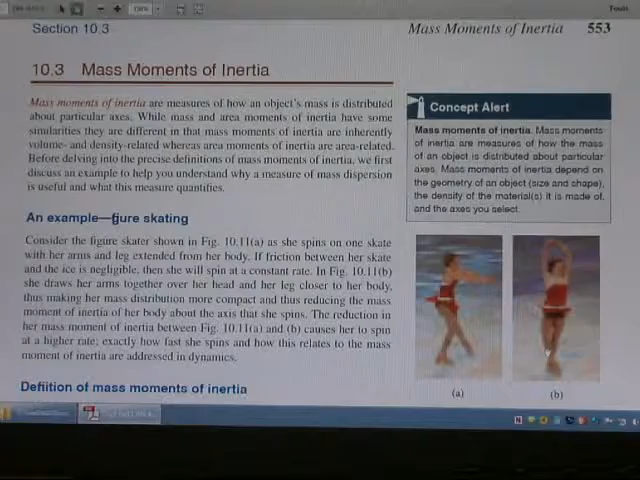 Section 10.3
Mass Moments of Inertia 553
10.3 Mass Moments of Inertia
Mass moments of inertia are measures of how an object's mass is distributed
about particular axes. While mass and area moments of inertia have some
similarities they are different in that mass moments of inertia are inherently
volume- and density-related whereas area moments of inertia are area-related.
Before delving into the precise definitions of mass moments of inertia, we first
discuss an example to help you understand why a measure of mass dispersion
is useful and what this measure quantifies.
An example—figure skating
Consider the figure skater shown in Fig. 10.11(a) as she spins on one skate
with her arms and leg extended from her body. If friction between her skate
and the ice is negligible, then she will spin at a constant rate. In Fig. 10.11(b)
she draws her arms together over her head and her leg closer to her body,
thus making her mass distribution more compact and thus reducing the mass
moment of inertia of her body about the axis that she spins. The reduction in
her mass moment of inertia between Fig. 10.11(a) and (b) causes her to spin
at a higher rate; exactly how fast she spins and how this relates to the mass
moment of inertia are addressed in dynamics.
Defiition of mass moments of inertia
Concept Alert
Mass moments of inertia. Mass moments
of inertia are measures of how the mass
of an object is distributed about particular
axes. Mass moments of inertia depend on
the geometry of an object (size and shape),
the density of the material(s) it is made of,
and the axes you select.
(a) (b)